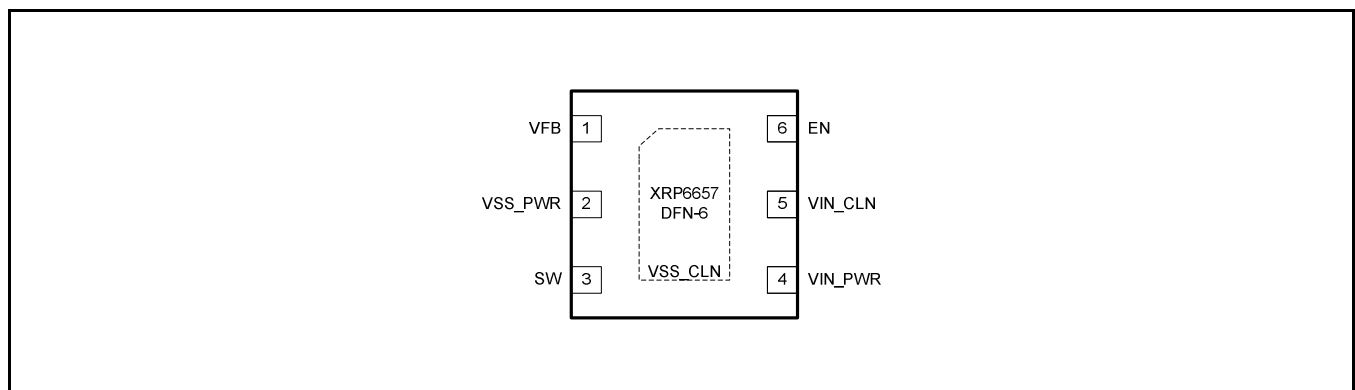 VFB 1
6 EN
VSS_PWR 2
XRP6657
DFN-6
5 VIN_CLN
SW 3
VSS_CLN
4 VIN_PWR